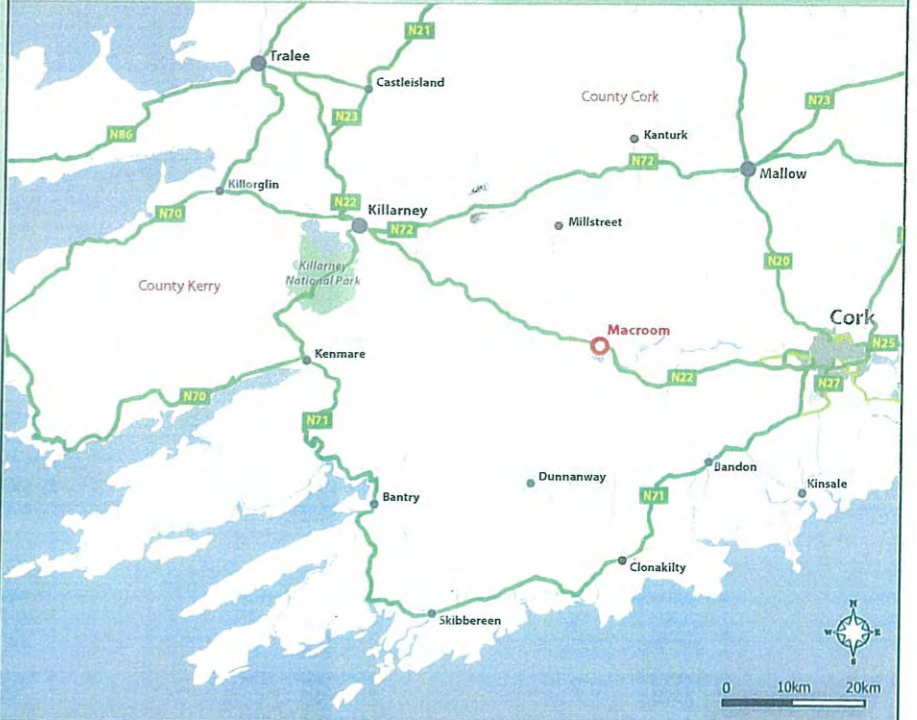 N21
Tralee
Castleisland
County Cork
N73
N23
N86
Kanturk
N72
Mallow
Killorglin
N22
N70
Killarney
N72
Millstreet
Killarney
National Park
N20
County Kerry
Cork
Macroom
N25
Kenmare
N22
N27
N70
N71
Bandon
Dunnanway
Kinsale
Bantry
N71
Clonakilty
Skibbereen
N
W
E
S
0
10km
20km